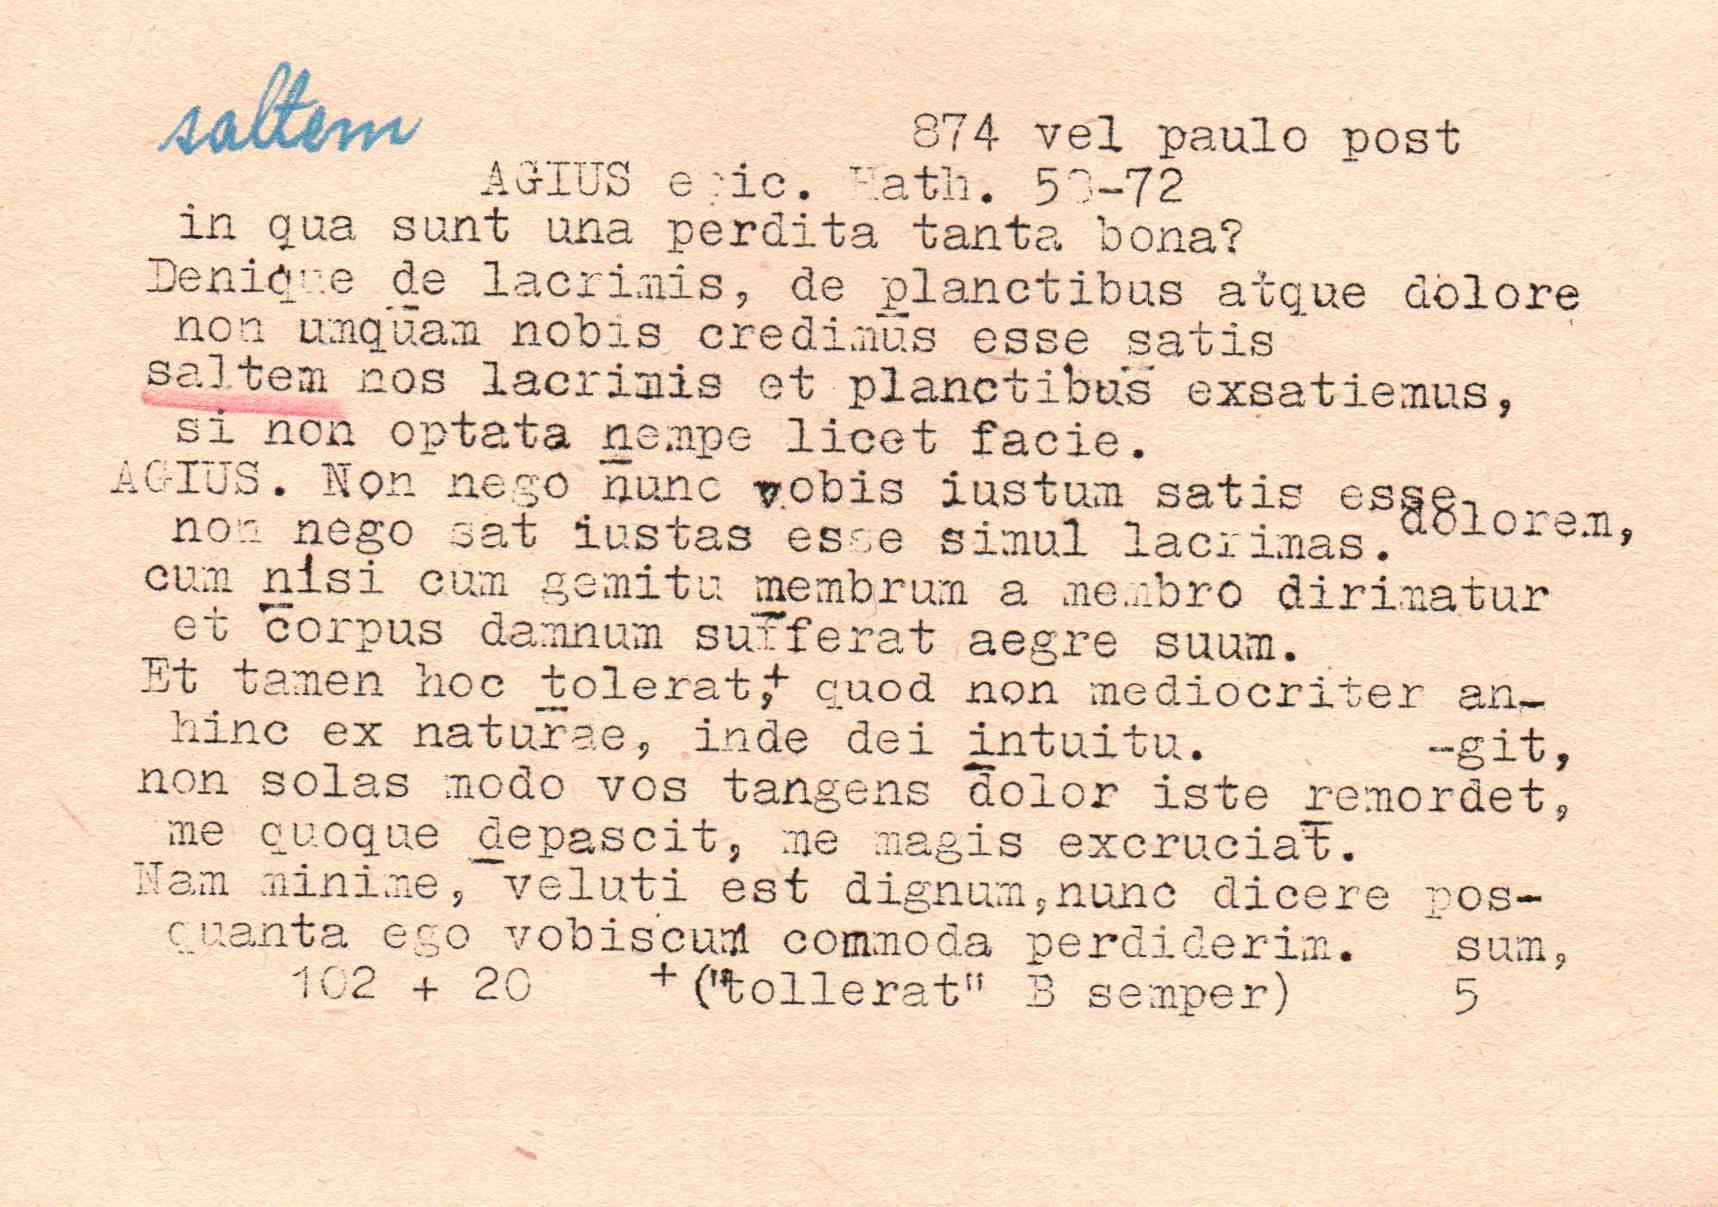 saltem 874 vel paulo post
AGIUS epic. Hath. 58-72
in qua sunt una perdita tanta bona?
Denique de lacrimis, de planctibus atque dolore
non umquam nobis credimus esse satis
saltem nos lacrimis et planctibus exsatiemus,
si non optata nempe licet facie.
AGIUS. Non nego nunc vobis iustum satis esse
dolorem,
non nego sat iustas esse simul lacrimas.
cum nisi cum gemitu membrum a membro dirimatur
et corpus damnum sufferat aegre suum.
Et tamen hoc tolerat,+ quod non mediocriter an-
hinc ex naturae, inde dei intuitu. -git,
non solas modo vos tangens dolor iste remordet,
me quoque depascit, me magis excruciat.
Nam minime, veluti est dignum,nunc dicere pos-
quanta ego vobiscum commoda perdiderim. sum,
102 + 20 + ("tollerat" B semper) 5